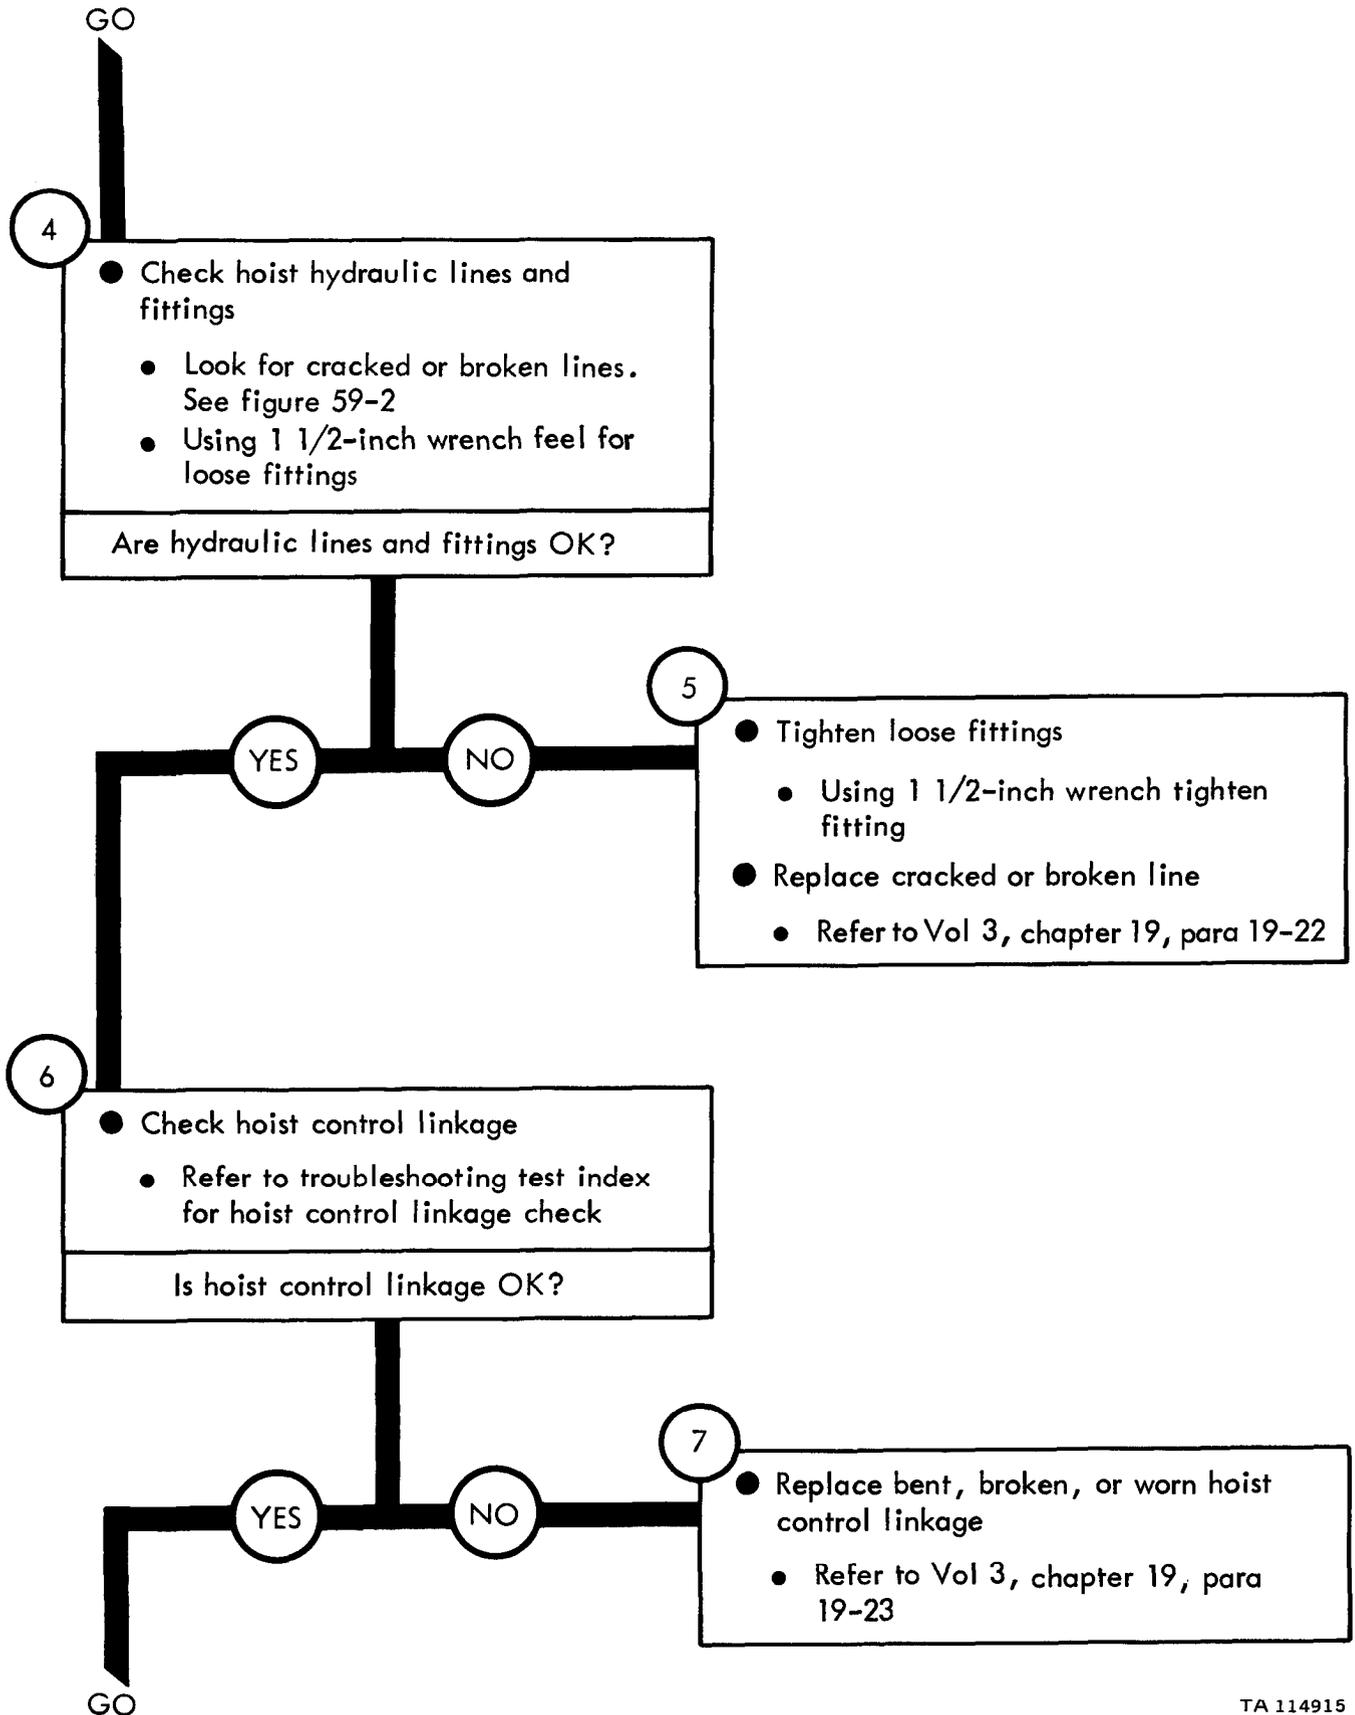 GO
4
● Check hoist hydraulic lines and
fittings
● Look for cracked or broken lines.
See figure 59-2
● Using 1 1/2-inch wrench feel for
loose fittings
Are hydraulic lines and fittings OK?
YES
NO
5
● Tighten loose fittings
● Using 1 1/2-inch wrench tighten
fitting
● Replace cracked or broken line
● Refer to Vol 3, chapter 19, para 19-22
6
● Check hoist control linkage
● Refer to troubleshooting test index
for hoist control linkage check
Is hoist control linkage OK?
YES
NO
7
● Replace bent, broken, or worn hoist
control linkage
● Refer to Vol 3, chapter 19, para
19-23
GO
TA 114915